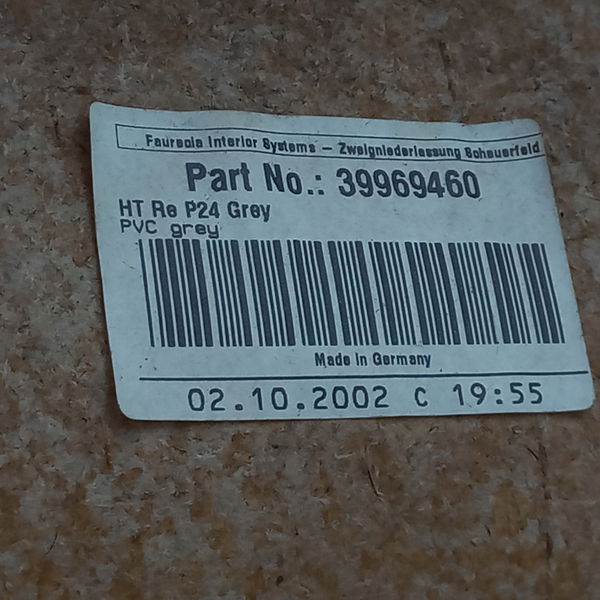 Faurecia Interior Systems – Zweigniederlassung Scheuerfeld
Part No.: 39969460
HT Re P24 Grey
PVC grey
Made in Germany
02.10.2002 C 19:55